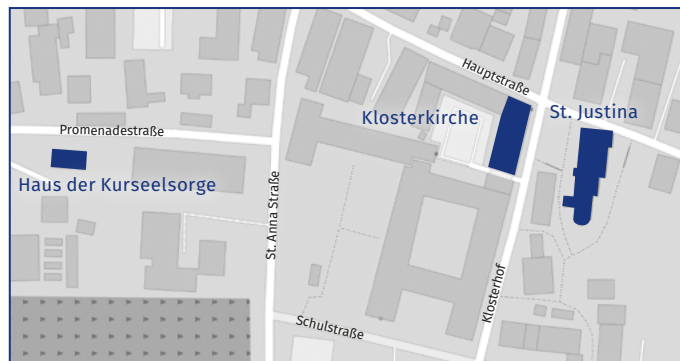 Hauptstraße
Klosterkirche
St. Justina
Promenadestraße
Haus der Kurseelsorge
St. Anna Straße
Klosterhof
Schulstraße